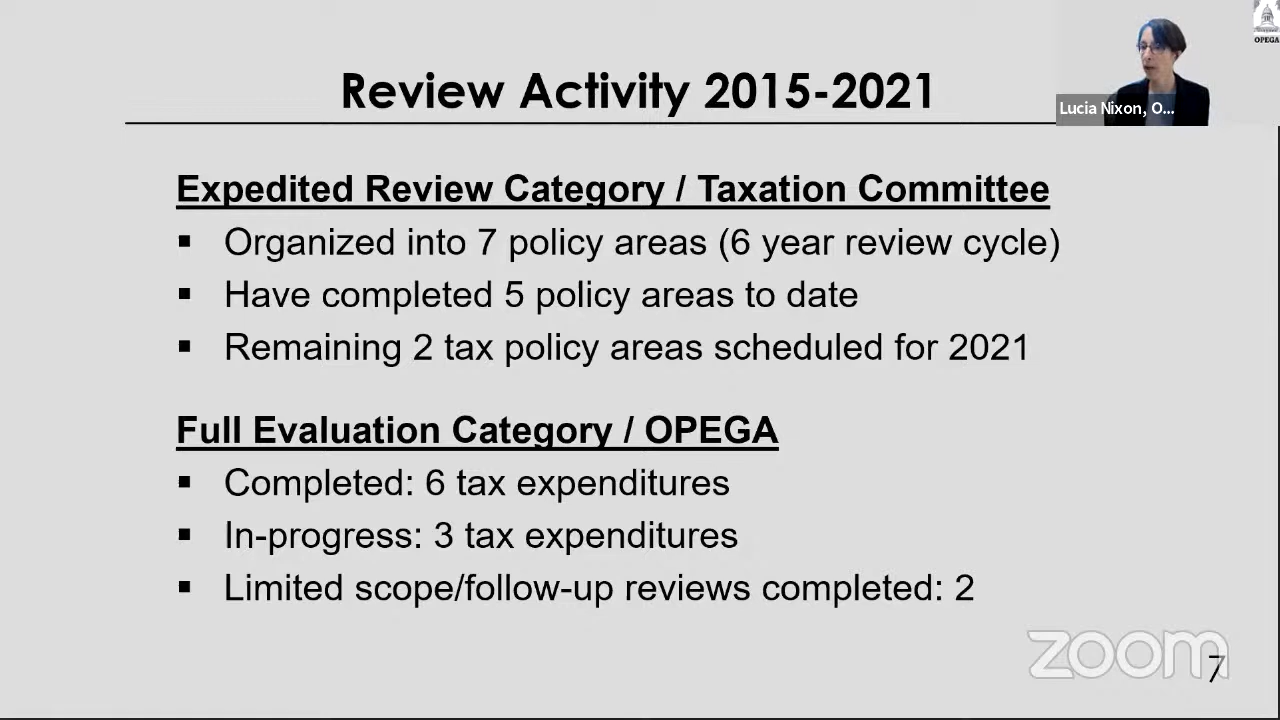 OPEGA
Review Activity 2015-2021
Lucia Nixon, O...
Expedited Review Category / Taxation Committee
▪ Organized into 7 policy areas (6 year review cycle)
▪ Have completed 5 policy areas to date
▪ Remaining 2 tax policy areas scheduled for 2021
Full Evaluation Category / OPEGA
▪ Completed: 6 tax expenditures
▪ In-progress: 3 tax expenditures
▪ Limited scope/follow-up reviews completed: 2
zoom
7